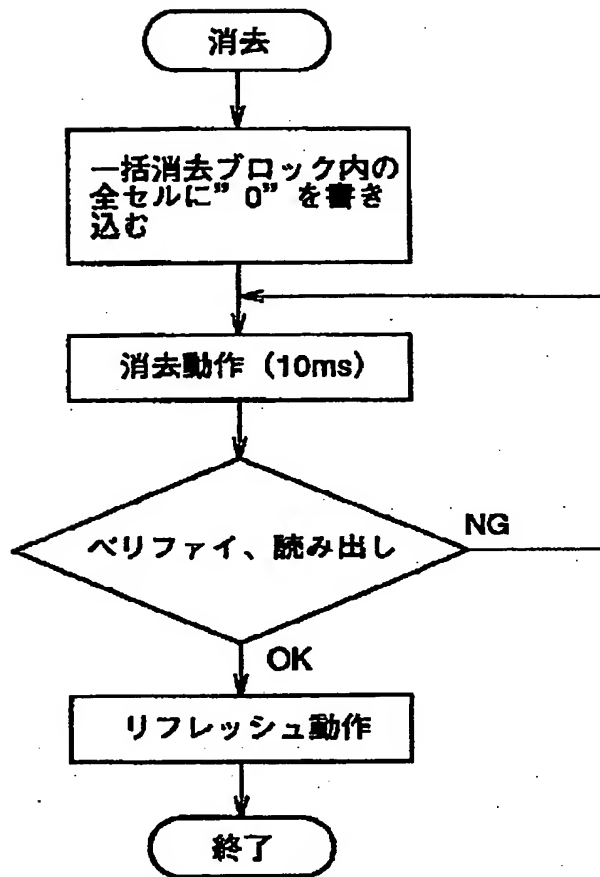 消去
一括消去ブロック内の
全セルに”0”を書き
込む
消去動作（10ms）
ベリファイ、読み出し
NG
OK
リフレッシュ動作
終了